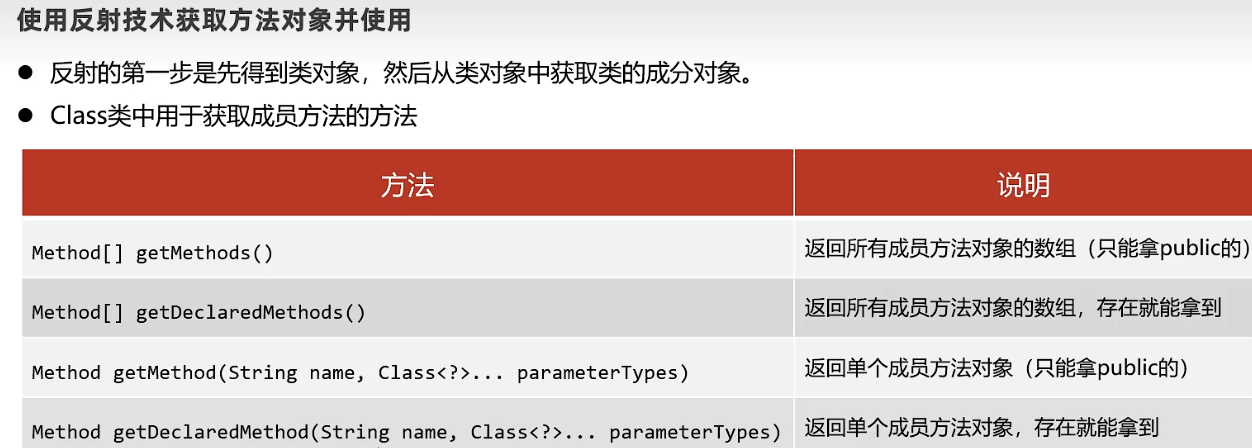 使用反射技术获取方法对象并使用
● 反射的第一步是先得到类对象，然后从类对象中获取类的成分对象。
● Class类中用于获取成员方法的方法
方法 说明
Method[] getMethods() 返回所有成员方法对象的数组（只能拿public的）
Method[] getDeclaredMethods() 返回所有成员方法对象的数组，存在就能拿到
Method getMethod(String name, Class<?>... parameterTypes) 返回单个成员方法对象（只能拿public的）
Method getDeclaredMethod(String name, Class<?>... parameterTypes) 返回单个成员方法对象，存在就能拿到